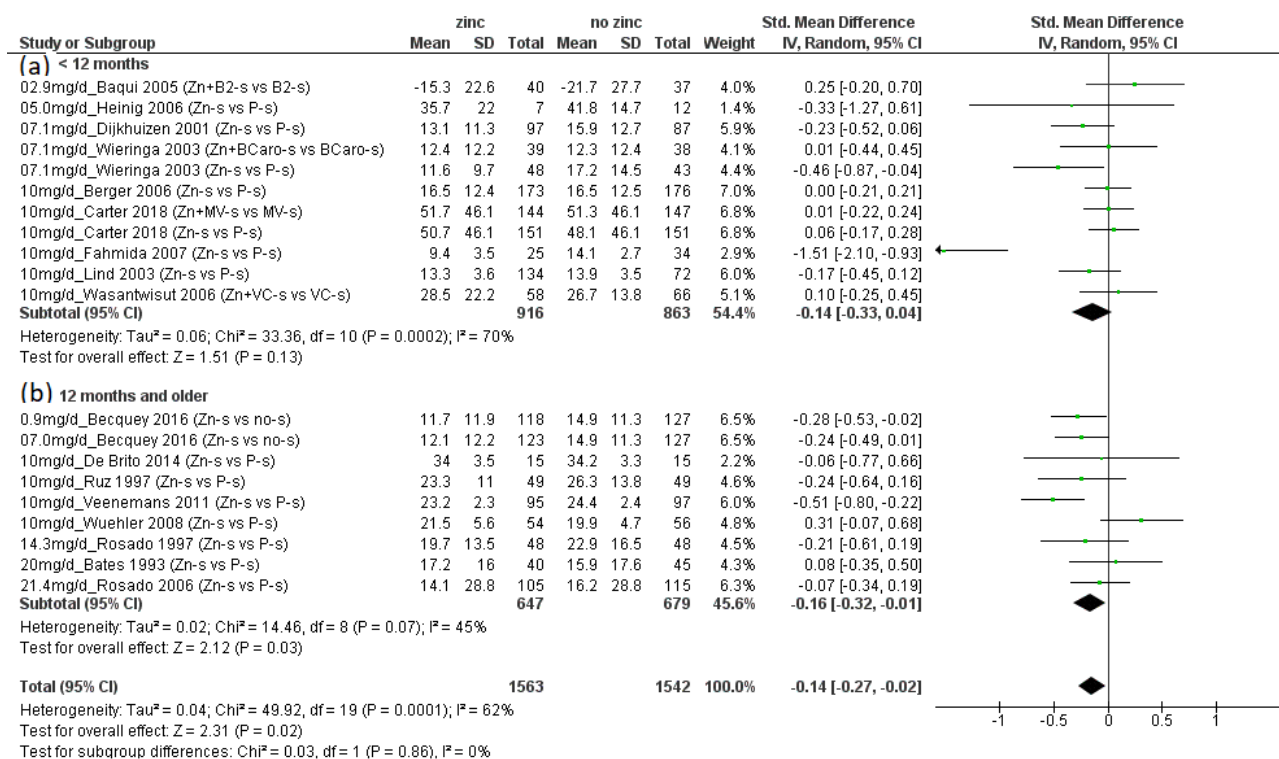 zinc no zinc Std. Mean Difference Std. Mean Difference
Study or Subgroup Mean SD Total Mean SD Total Weight IV, Random, 95% CI IV, Random, 95% CI
(a) < 12 months
02.9mg/d_Baqui 2005 (Zn+B2-s vs B2-s) -15.3 22.6 40 -21.7 27.7 37 4.0% 0.25 [-0.20, 0.70]
05.0mg/d_Heinig 2006 (Zn-s vs P-s) 35.7 22 7 41.8 14.7 12 1.4% -0.33 [-1.27, 0.61]
07.1mg/d_Dijkhuizen 2001 (Zn-s vs P-s) 13.1 11.3 97 15.9 12.7 87 5.9% -0.23 [-0.52, 0.06]
07.1mg/d_Wieringa 2003 (Zn+BCaro-s vs BCaro-s) 12.4 12.2 39 12.3 12.4 38 4.1% 0.01 [-0.44, 0.45]
07.1mg/d_Wieringa 2003 (Zn-s vs P-s) 11.6 9.7 48 17.2 14.5 43 4.4% -0.46 [-0.87, -0.04]
10mg/d_Berger 2006 (Zn-s vs P-s) 16.5 12.4 173 16.5 12.5 176 7.0% 0.00 [-0.21, 0.21]
10mg/d_Carter 2018 (Zn+MV-s vs MV-s) 51.7 46.1 144 51.3 46.1 147 6.8% 0.01 [-0.22, 0.24]
10mg/d_Carter 2018 (Zn-s vs P-s) 50.7 46.1 151 48.1 46.1 151 6.8% 0.06 [-0.17, 0.28]
10mg/d_Fahmida 2007 (Zn-s vs P-s) 9.4 3.5 25 14.1 2.7 34 2.9% -1.51 [-2.10, -0.93]
10mg/d_Lind 2003 (Zn-s vs P-s) 13.3 3.6 134 13.9 3.5 72 6.0% -0.17 [-0.45, 0.12]
10mg/d_Wasantwisut 2006 (Zn+VC-s vs VC-s) 28.5 22.2 58 26.7 13.8 66 5.1% 0.10 [-0.25, 0.45]
Subtotal (95% CI) 916 863 54.4% -0.14 [-0.33, 0.04]
Heterogeneity: Tau² = 0.06; Chi² = 33.36, df = 10 (P = 0.0002); I² = 70%
Test for overall effect: Z = 1.51 (P = 0.13)
(b) 12 months and older
0.9mg/d_Becquey 2016 (Zn-s vs no-s) 11.7 11.9 118 14.9 11.3 127 6.5% -0.28 [-0.53, -0.02]
07.0mg/d_Becquey 2016 (Zn-s vs no-s) 12.1 12.2 123 14.9 11.3 127 6.5% -0.24 [-0.49, 0.01]
10mg/d_De Brito 2014 (Zn-s vs P-s) 34 3.5 15 34.2 3.3 15 2.2% -0.06 [-0.77, 0.66]
10mg/d_Ruz 1997 (Zn-s vs P-s) 23.3 11 49 26.3 13.8 49 4.5% -0.24 [-0.64, 0.16]
10mg/d_Veenemans 2011 (Zn-s vs P-s) 23.2 2.3 95 24.4 2.4 97 6.0% -0.51 [-0.80, -0.22]
10mg/d_Wuehler 2008 (Zn-s vs P-s) 21.5 5.6 54 19.9 4.7 56 4.8% 0.31 [-0.07, 0.68]
14.3mg/d_Rosado 1997 (Zn-s vs P-s) 19.7 13.5 48 22.9 16.5 48 4.5% -0.21 [-0.61, 0.19]
20mg/d_Bates 1993 (Zn-s vs P-s) 17.2 16 40 15.9 17.6 45 4.2% 0.08 [-0.35, 0.50]
21.4mg/d_Rosado 2006 (Zn-s vs P-s) 14.1 28.8 105 16.2 28.8 115 6.3% -0.07 [-0.34, 0.19]
Subtotal (95% CI) 647 679 45.6% -0.16 [-0.32, -0.01]
Heterogeneity: Tau² = 0.02; Chi² = 14.46, df = 8 (P = 0.07); I² = 45%
Test for overall effect: Z = 2.12 (P = 0.03)
Total (95% CI) 1563 1542 100.0% -0.14 [-0.27, -0.02]
Heterogeneity: Tau² = 0.04; Chi² = 49.92, df = 19 (P = 0.0001); I² = 62%
-1 -0.5 0 0.5 1
Test for overall effect: Z = 2.31 (P = 0.02)
Test for subgroup differences: Chi² = 0.03, df = 1 (P = 0.86), I² = 0%